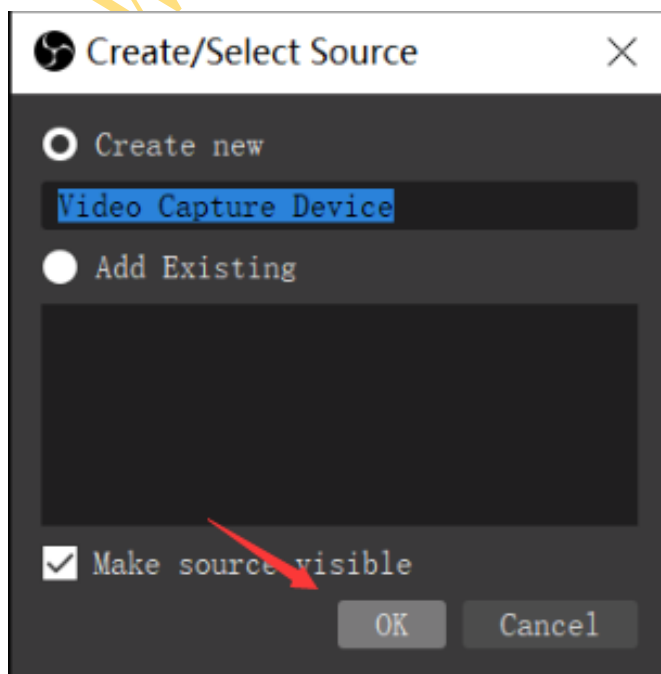 Create/Select Source
Create new
Video Capture Device
Add Existing
Make source visible
OK Cancel